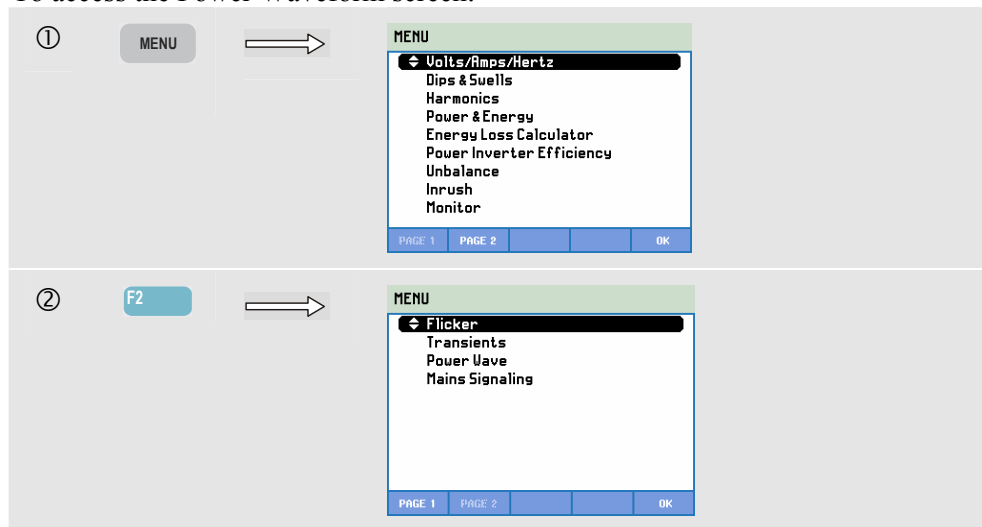 To access the Power Waveform screen:
① MENU
MENU
Volts/Amps/Hertz
Dips & Swells
Harmonics
Power & Energy
Energy Loss Calculator
Power Inverter Efficiency
Unbalance
Inrush
Monitor
PAGE 1 PAGE 2 OK
② F2
MENU
Flicker
Transients
Power Wave
Mains Signaling
PAGE 1 PAGE 2 OK